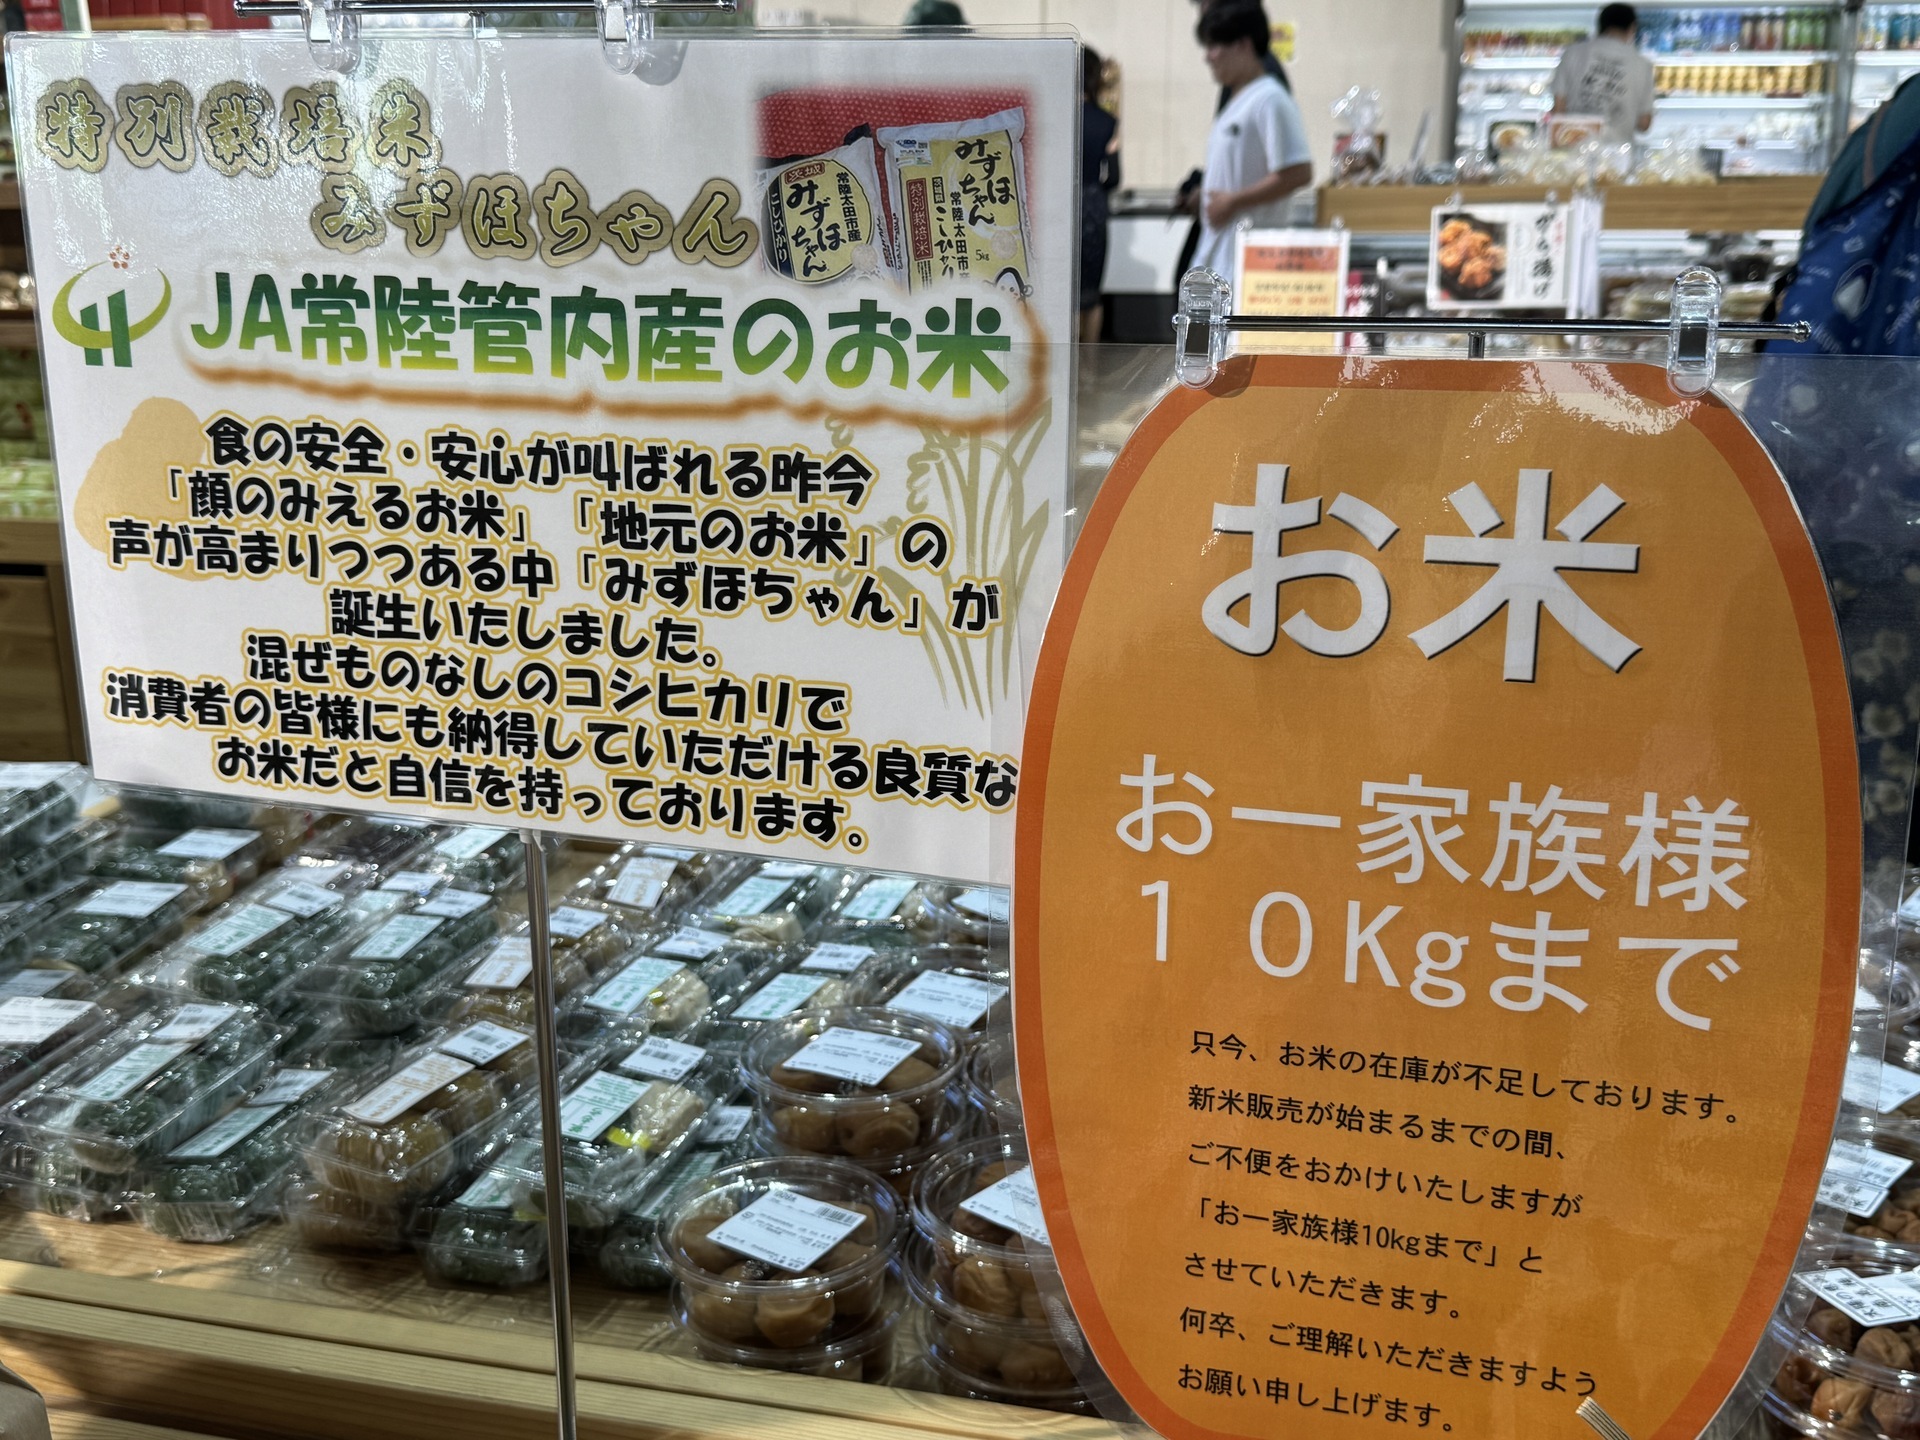 特別栽培米
みずほちゃん
JA常陸管内産のお米
食の安全・安心が叫ばれる昨今
「顔のみえるお米」「地元のお米」の
声が高まりつつある中「みずほちゃん」が
誕生いたしました。
混ぜものなしのコシヒカリで
消費者の皆様にも納得していただける良質な
お米だと自信を持っております。
茨城
常陸太田市産
みずほちゃん
こしひかり
みずほちゃん
特別栽培米
常陸太田市産
こしひかり
5kg
お米
お一家族様
10Kgまで
只今、お米の在庫が不足しております。
新米販売が始まるまでの間、
ご不便をおかけいたしますが
「お一家族様10kgまで」と
させていただきます。
何卒、ご理解いただきますよう
お願い申し上げます。
から揚げ